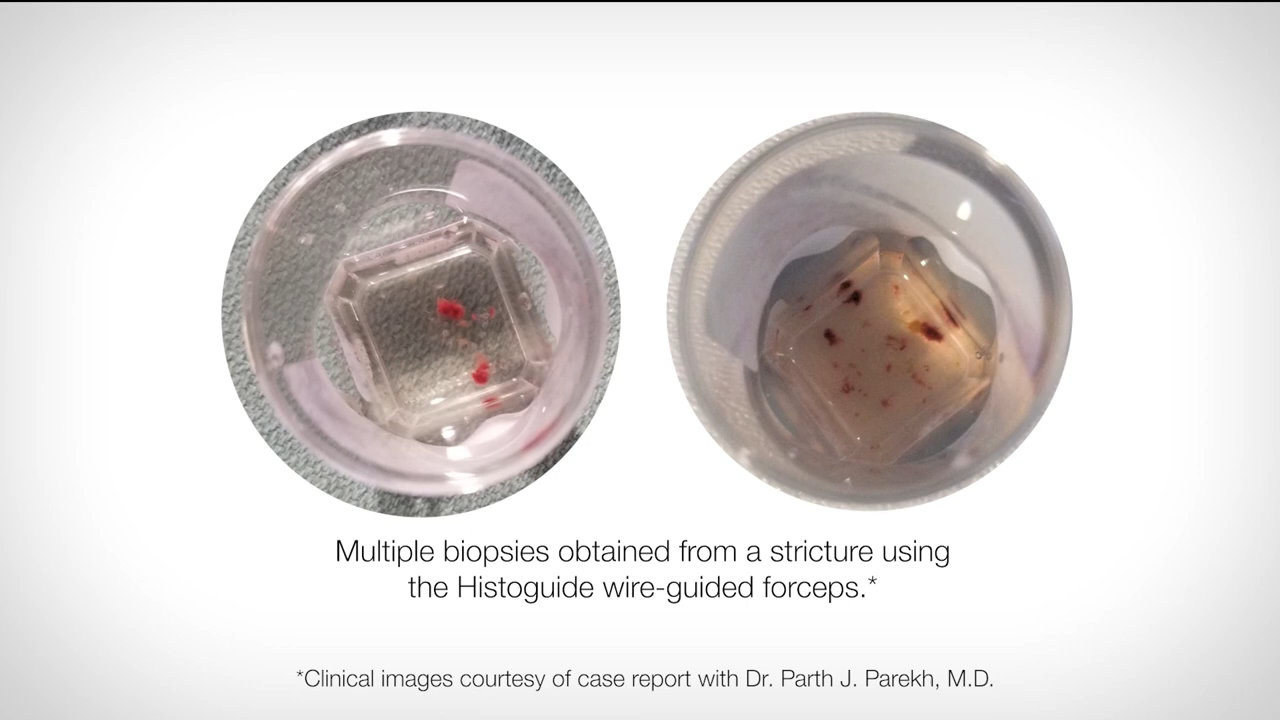 Multiple biopsies obtained from a stricture using
the Histoguide wire-guided forceps.*
*Clinical images courtesy of case report with Dr. Parth J. Parekh, M.D.